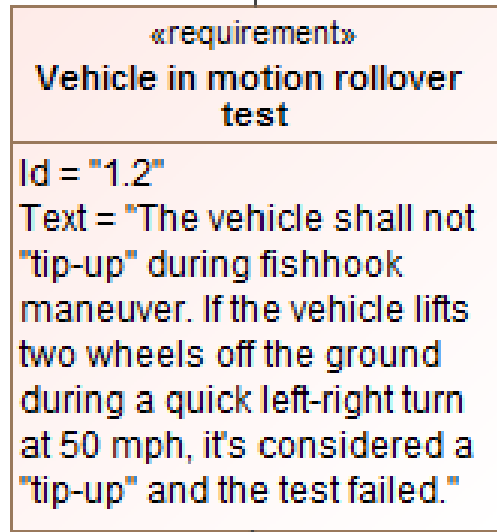 «requirement»
Vehicle in motion rollover
test
Id = "1.2"
Text = "The vehicle shall not
"tip-up" during fishhook
maneuver. If the vehicle lifts
two wheels off the ground
during a quick left-right turn
at 50 mph, it's considered a
"tip-up" and the test failed."